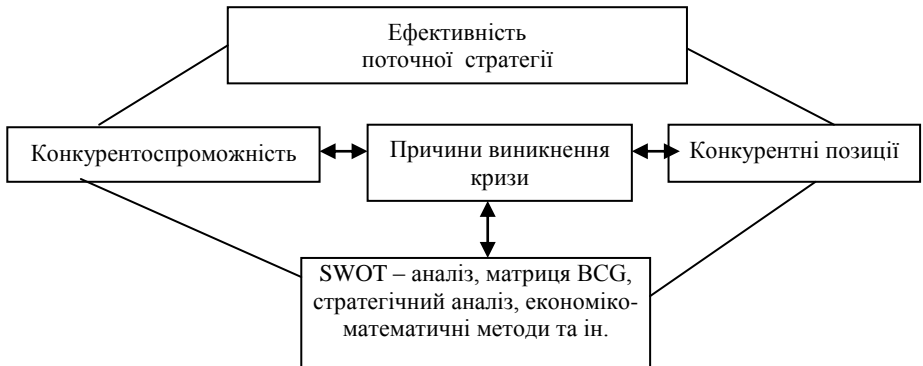 Ефективність
поточної стратегії
Конкурентоспроможність
Причини виникнення
кризи
Конкурентні позиції
SWOT – аналіз, матриця BCG,
стратегічний аналіз, економіко-
математичні методи та ін.